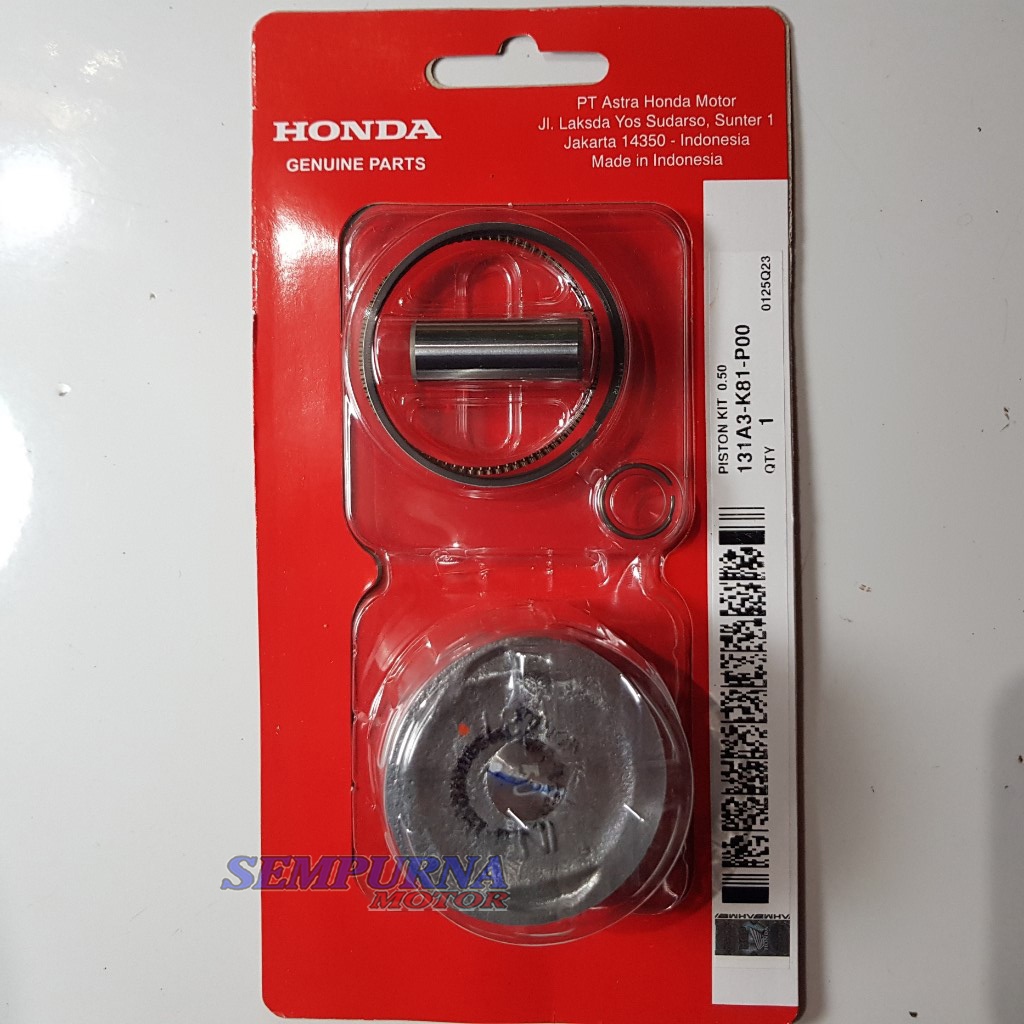 HONDA
GENUINE PARTS
PT Astra Honda Motor
Jl. Laksda Yos Sudarso, Sunter 1
Jakarta 14350 - Indonesia
Made in Indonesia
PISTON KIT 0.50
131A3-K81-P00
QTY 1
0125Q23
SEMPURNA
MOTOR
AHM